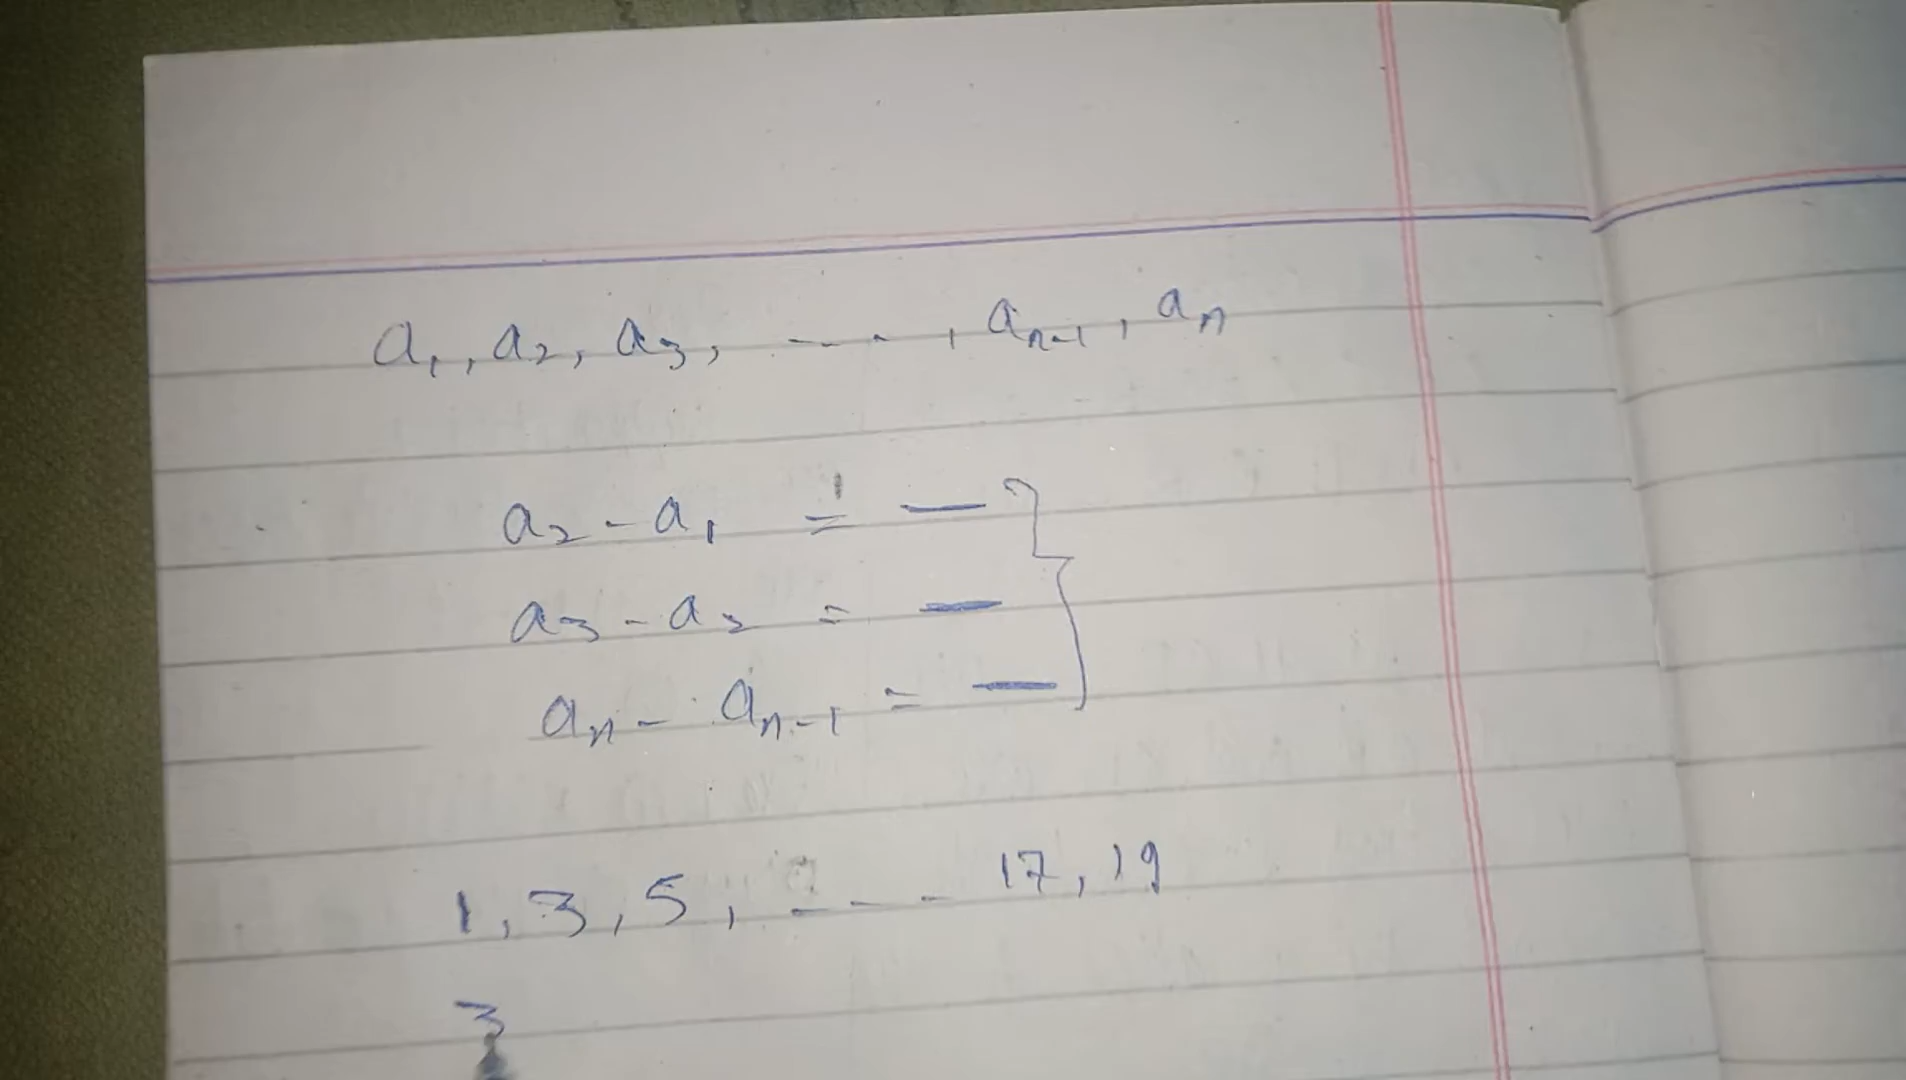 a₁, a₂, a₃, - - - -, aₙ₋₁, aₙ
a₂ - a₁ = — }
a₃ - a₂ = —
aₙ - aₙ₋₁ = —
1, 3, 5, - - - 17, 19
3